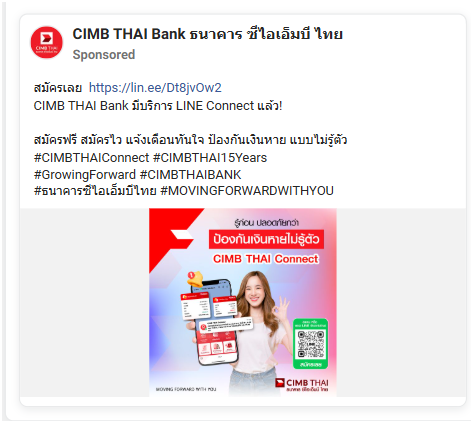 CIMB THAI Bank ธนาคาร ซีไอเอ็มบี ไทย
Sponsored
สมัครเลย https://lin.ee/Dt8jvOw2
CIMB THAI Bank มีบริการ LINE Connect แล้ว!
สมัครฟรี สมัครไว แจ้งเตือนทันใจ ป้องกันเงินหาย แบบไม่รู้ตัว
#CIMBTHAIConnect #CIMBTHAI15Years
#GrowingForward #CIMBTHAIBANK
#ธนาคารซีไอเอ็มบีไทย #MOVINGFORWARDWITHYOU
รู้ก่อน ปลอดภัยกว่า
ป้องกันเงินหายไม่รู้ตัว
CIMB THAI Connect
LINE
สมัครเลย
CIMB THAI
ธนาคาร ซีไอเอ็มบี ไทย
MOVING FORWARD WITH YOU